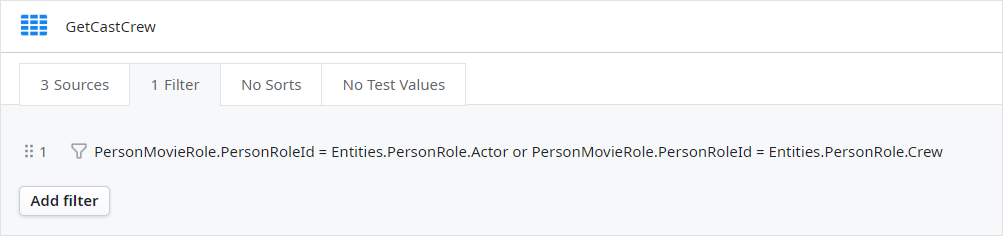 GetCastCrew
3 Sources
1 Filter
No Sorts
No Test Values
1 PersonMovieRole.PersonRoleId = Entities.PersonRole.Actor or PersonMovieRole.PersonRoleId = Entities.PersonRole.Crew
Add filter